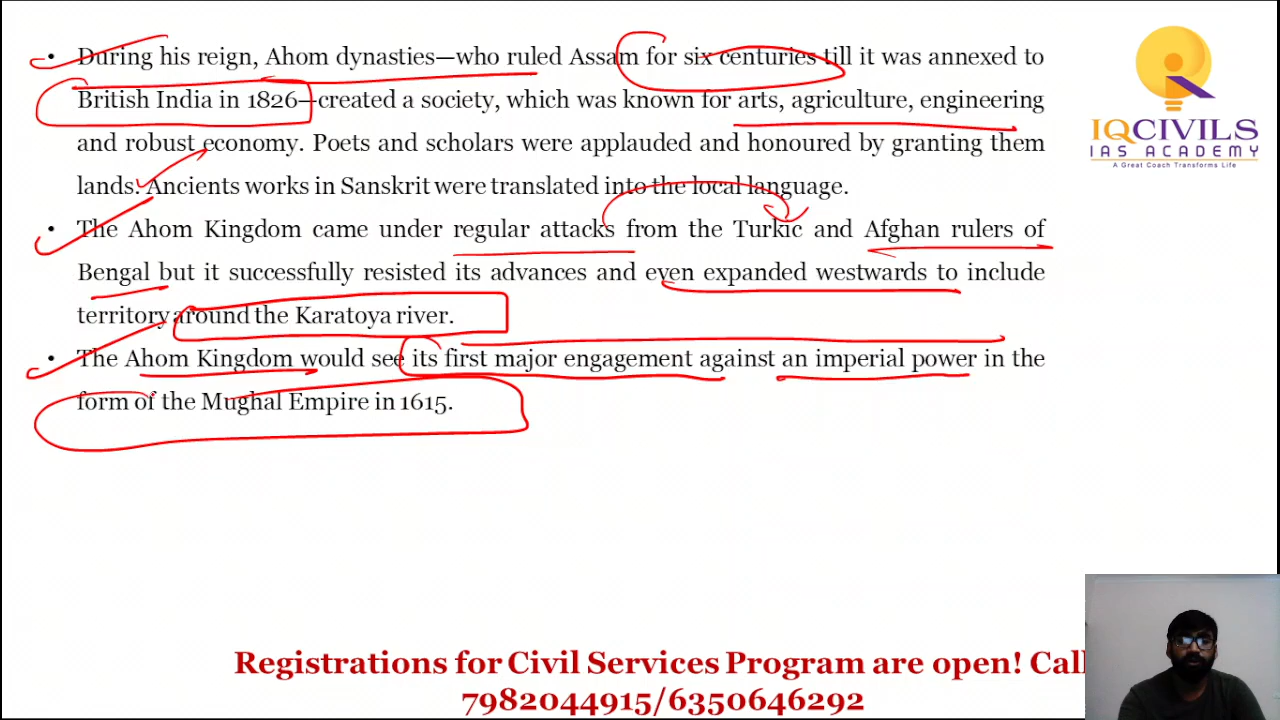 • During his reign, Ahom dynasties—who ruled Assam for six centuries till it was annexed to
British India in 1826—created a society, which was known for arts, agriculture, engineering
and robust economy. Poets and scholars were applauded and honoured by granting them
lands. Ancients works in Sanskrit were translated into the local language.
• The Ahom Kingdom came under regular attacks from the Turkic and Afghan rulers of
Bengal but it successfully resisted its advances and even expanded westwards to include
territory around the Karatoya river.
• The Ahom Kingdom would see its first major engagement against an imperial power in the
form of the Mughal Empire in 1615.
IQCIVILS
IAS ACADEMY
A Great Coach Transforms Life
Registrations for Civil Services Program are open! Call
7982044915/6350646292